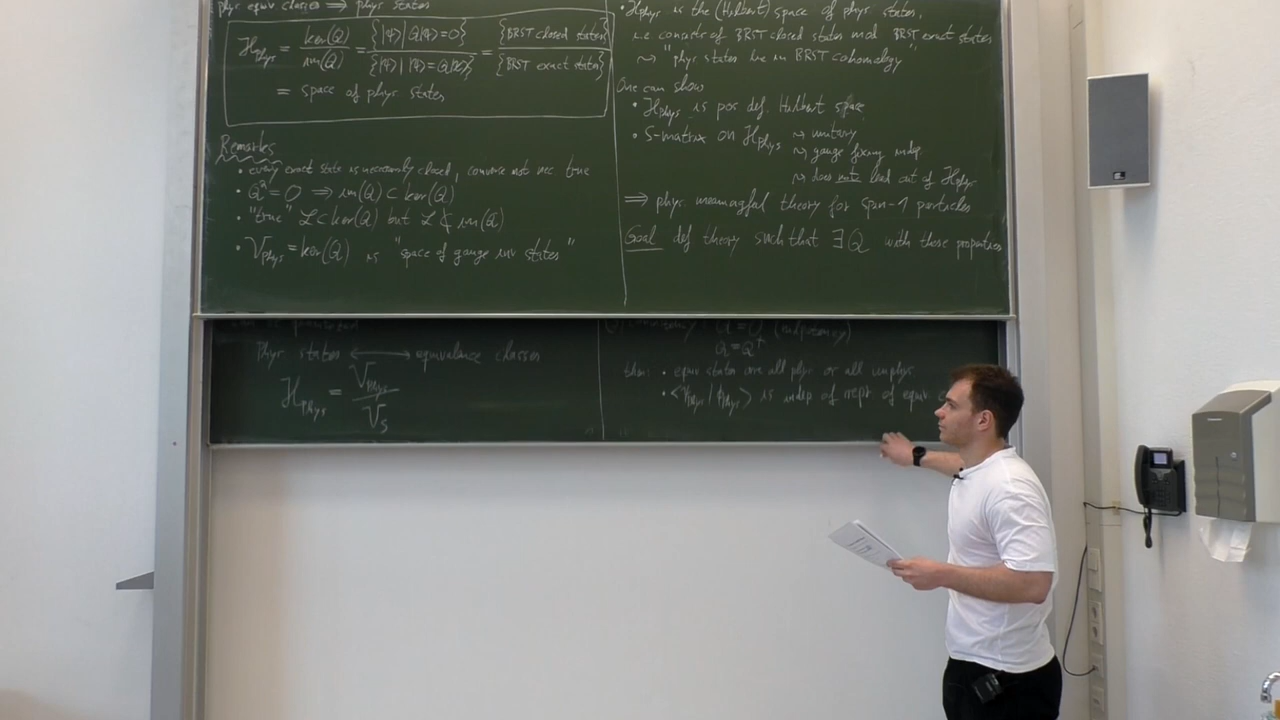 phys equiv classes ⟹ phys states
ℋ_phys = ker(Q)/im(Q) = {|ψ⟩ | Q|ψ⟩=0}/{|ψ⟩ | |ψ⟩=Q|χ⟩} = {BRST closed states}/{BRST exact states}
= space of phys states
Remarks
• every exact state is necessarily closed, converse not nec true
• Q²=0 ⟹ im(Q) ⊂ ker(Q)
• "true" ℒ ⊂ ker(Q) but ℒ ⊄ im(Q)
• 𝒱_phys = ker(Q) is "space of gauge inv states"
• ℋ_phys is the (Hilbert) space of phys states,
i.e. consists of BRST closed states mod BRST exact states
⇝ "phys states live in BRST cohomology"
One can show
• ℋ_phys is pos def. Hilbert space
• S-matrix on ℋ_phys ⇝ unitary
⇝ gauge fixing indep.
⇝ does note lead out of ℋ_phys
⟹ phys. meaningful theory for spin-1 particles
Goal def theory such that ∃Q with these properties
Phys states ⟷ equivalence classes
ℋ_phys = 𝒱_phys/𝒱_s
Q²=0 (nilpotency)
Q=Q†
then: • equiv states are all phys or all unphys
• ⟨ψ_phys|ϕ_phys⟩ is indep of repr of equiv